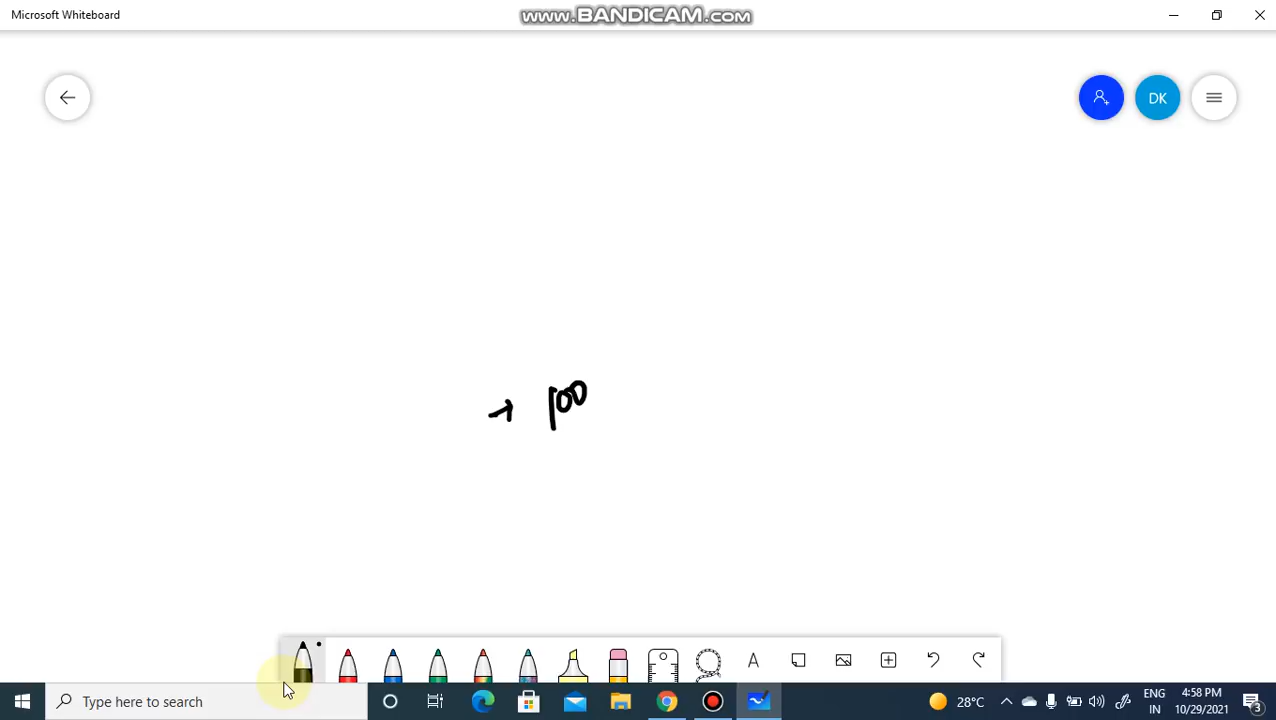 Microsoft Whiteboard
www.BANDICAM.com
DK
→ 100
A
Type here to search
28°C
ENG
IN
4:58 PM
10/29/2021
3